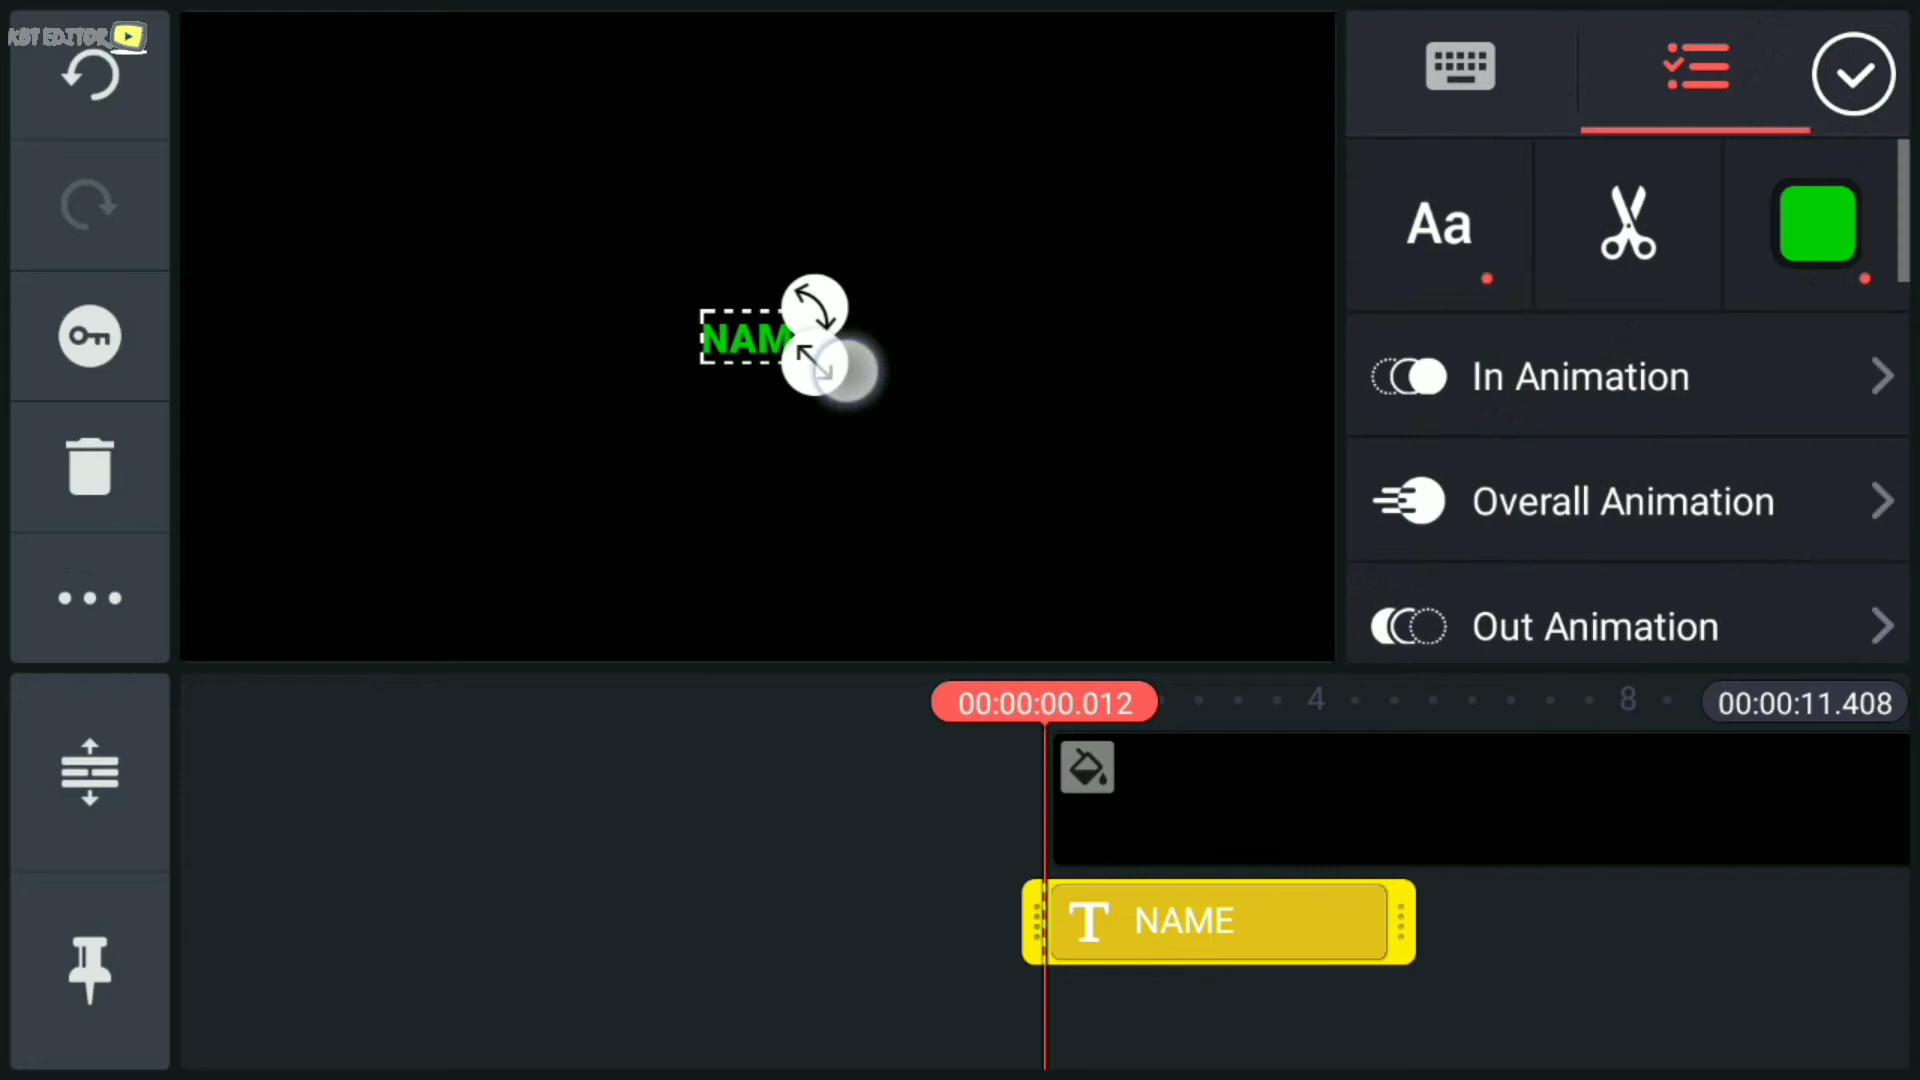 KBT EDITOR
Aa
NAM
In Animation
Overall Animation
Out Animation
00:00:00.012
4
8
00:00:11.408
T NAME